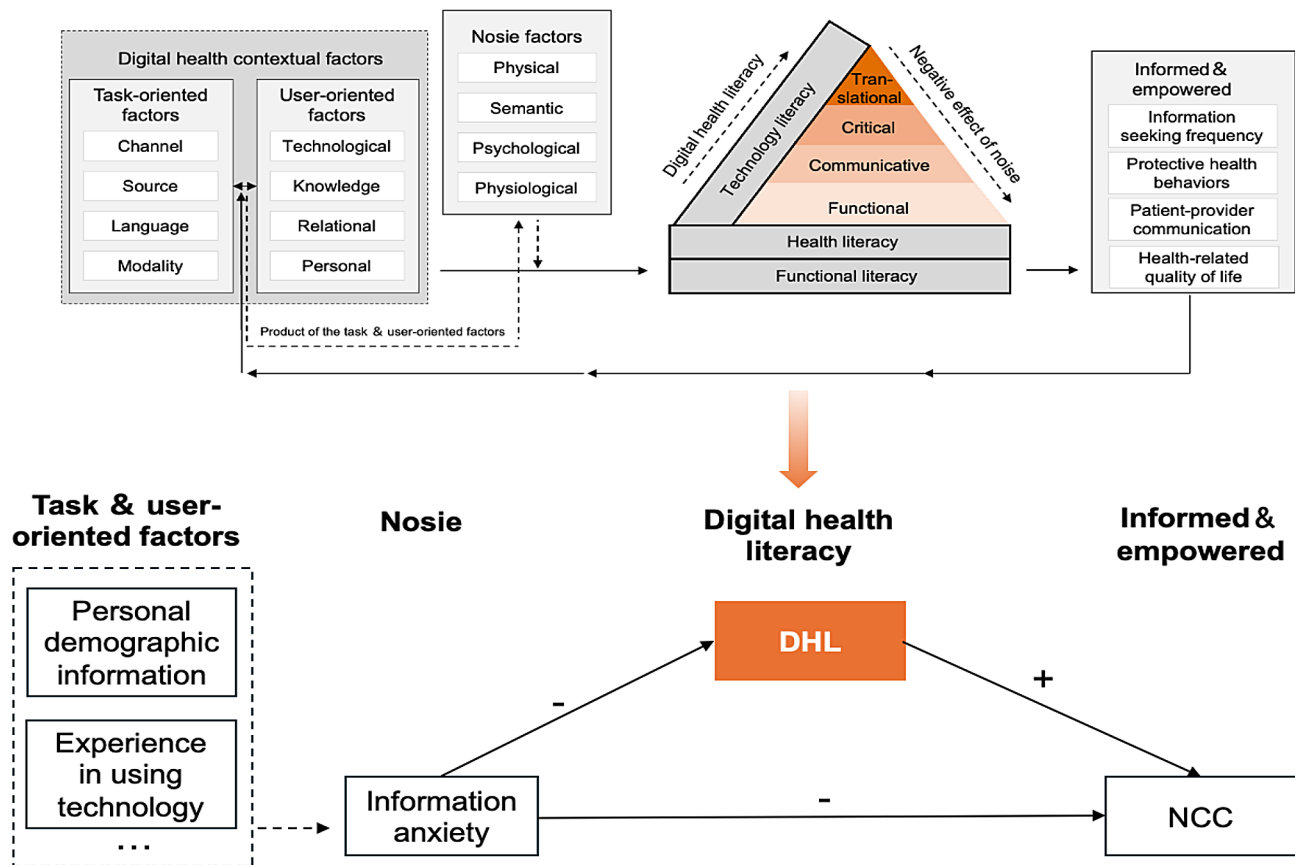 Digital health contextual factors
Task-oriented
factors
Channel
Source
Language
Modality
User-oriented
factors
Technological
Knowledge
Relational
Personal
Nosie factors
Physical
Semantic
Psychological
Physiological
Product of the task & user-oriented factors
Digital health literacy
Technology literacy
Tran-
slational
Critical
Communicative
Functional
Health literacy
Functional literacy
Negative effect of noise
Informed &
empowered
Information
seeking frequency
Protective health
behaviors
Patient-provider
communication
Health-related
quality of life
Task & user-
oriented factors
Nosie
Digital health
literacy
Informed &
empowered
Personal
demographic
information
Experience
in using
technology
...
Information
anxiety
-
DHL
+
-
NCC